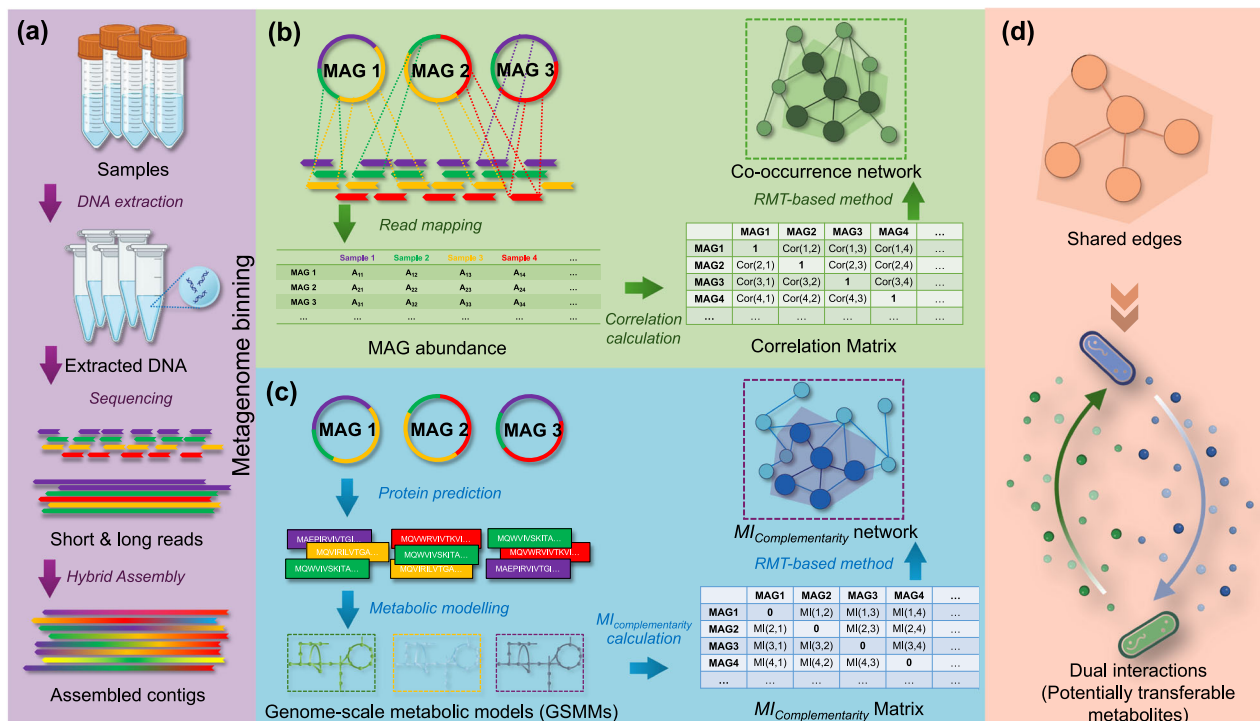 (a)
Samples
DNA extraction
Extracted DNA
Sequencing
Short & long reads
Hybrid Assembly
Assembled contigs
Metagenome binning
(b)
MAG 1 MAG 2 MAG 3
Read mapping
Sample 1 Sample 2 Sample 3 Sample 4 ...
MAG 1 A11 A12 A13 A14 ...
MAG 2 A21 A22 A23 A24 ...
MAG 3 A31 A32 A33 A34 ...
... ... ... ... ... ...
MAG abundance
Correlation
calculation
Co-occurrence network
RMT-based method
MAG1 MAG2 MAG3 MAG4 ...
MAG1 1 Cor(1,2) Cor(1,3) Cor(1,4) ...
MAG2 Cor(2,1) 1 Cor(2,3) Cor(2,4) ...
MAG3 Cor(3,1) Cor(3,2) 1 Cor(3,4) ...
MAG4 Cor(4,1) Cor(4,2) Cor(4,3) 1 ...
... ... ... ... ... ...
Correlation Matrix
(c)
MAG 1 MAG 2 MAG 3
Protein prediction
MAEPIRVIVTGI... MQVWRVIVTKVI... MQWVIVSKITA...
MQVIRILVTGA... MQWVIVSKITA... MQVWRVIVTKVI...
MQWVIVSKITA... MQVIRILVTGA... MAEPIRVIVTGI...
Metabolic modelling
Genome-scale metabolic models (GSMMs)
MIcomplementarity
calculation
MIComplementarity network
RMT-based method
MAG1 MAG2 MAG3 MAG4 ...
MAG1 0 MI(1,2) MI(1,3) MI(1,4) ...
MAG2 MI(2,1) 0 MI(2,3) MI(2,4) ...
MAG3 MI(3,1) MI(3,2) 0 MI(3,4) ...
MAG4 MI(4,1) MI(4,2) MI(4,3) 0 ...
... ... ... ... ... ...
MIComplementarity Matrix
(d)
Shared edges
Dual interactions
(Potentially transferable
metabolites)